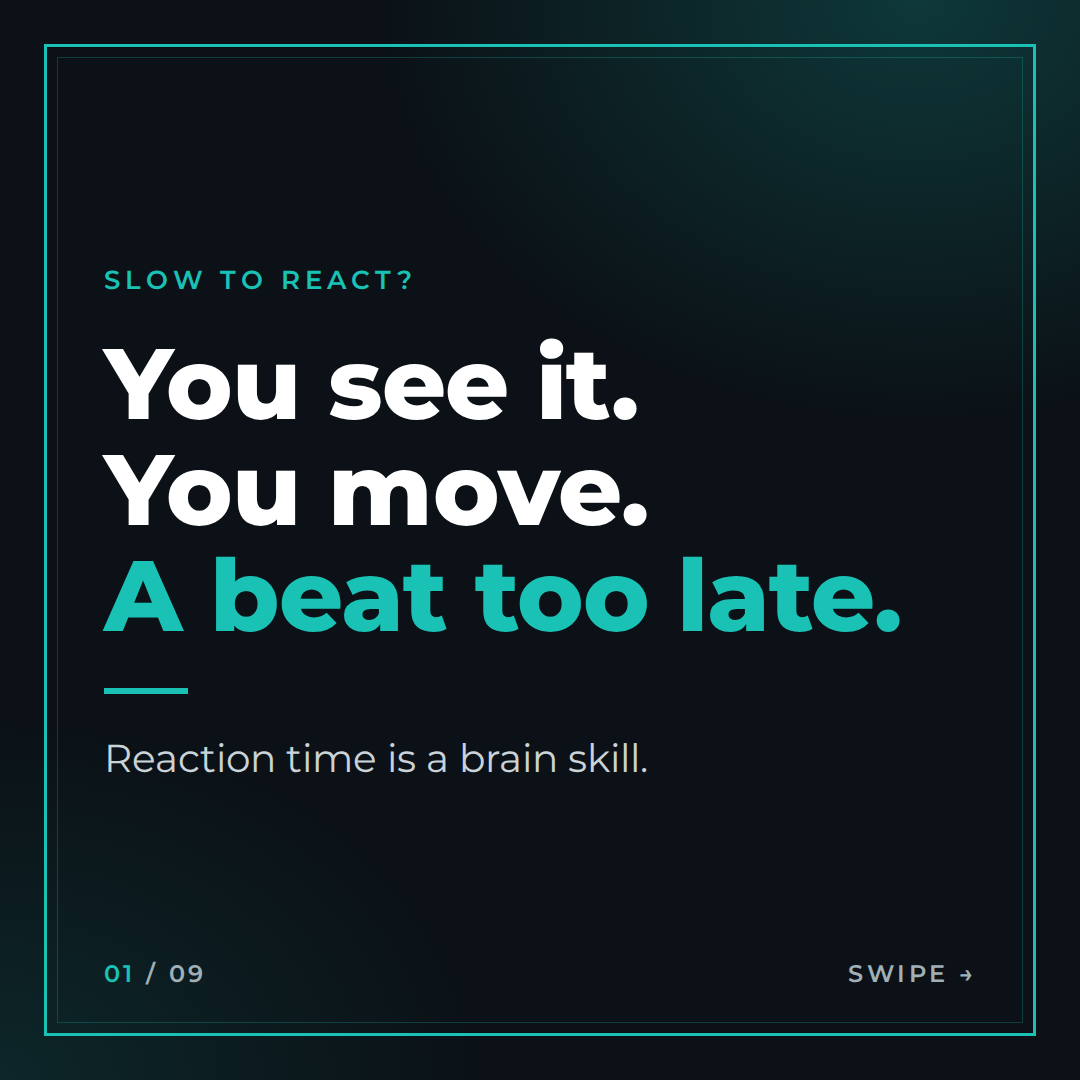 SLOW TO REACT?
You see it.
You move.
A beat too late.
Reaction time is a brain skill.
01 / 09
SWIPE →